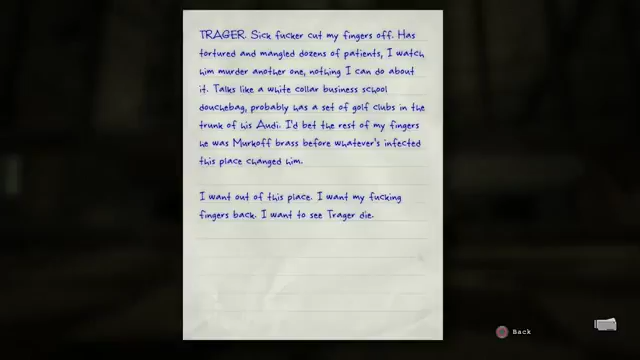 TRAGER. Sick fucker cut my fingers off. Has
tortured and mangled dozens of patients, I watch
him murder another one, nothing I can do about
it. Talks like a white collar business school
douchebag, probably has a set of golf clubs in the
trunk of his Audi. I'd bet the rest of my fingers
he was Murkoff brass before whatever's infected
this place changed him.
I want out of this place. I want my fucking
fingers back. I want to see Trager die.
Back